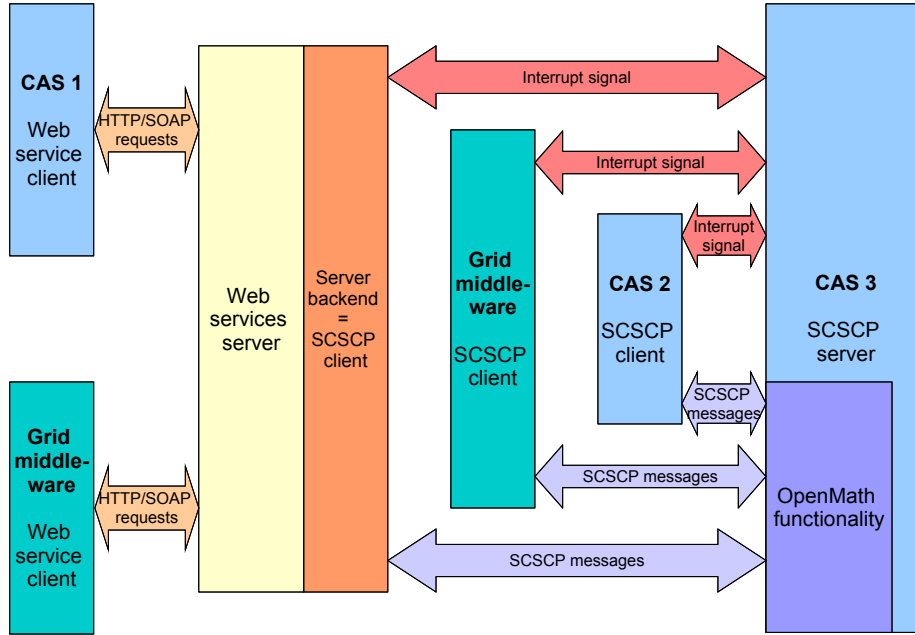 CAS 1
Web
service
client
HTTP/SOAP
requests
Grid
middle-
ware
Web
service
client
HTTP/SOAP
requests
Web
services
server
Server
backend
=
SCSCP
client
Interrupt signal
Interrupt signal
Interrupt
signal
Grid
middle-
ware
SCSCP
client
CAS 2
SCSCP
client
CAS 3
SCSCP
server
SCSCP
messages
SCSCP messages
SCSCP messages
OpenMath
functionality